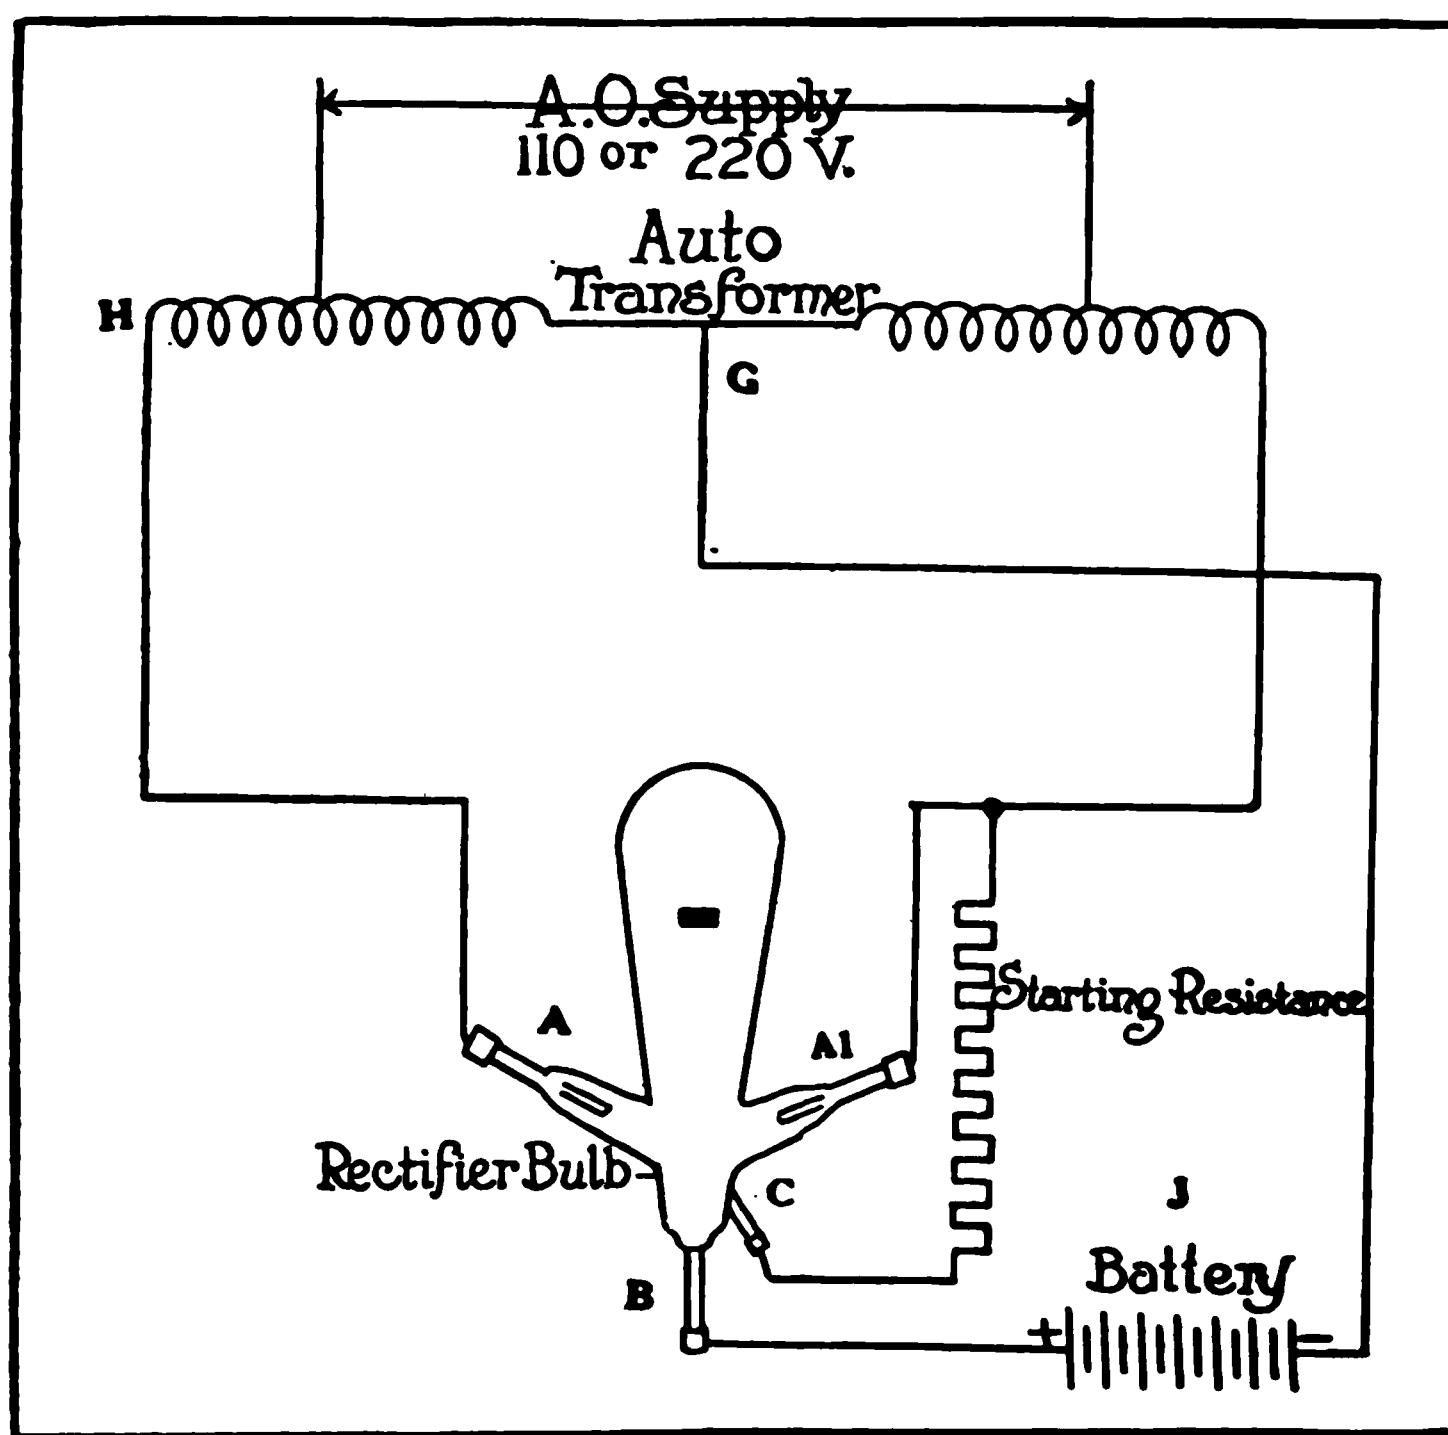 A.C. Supply
110 or 220 V.
Auto
Transformer
H
G
A
A1
Starting Resistance
Rectifier Bulb
C
J
B
Battery
+ −